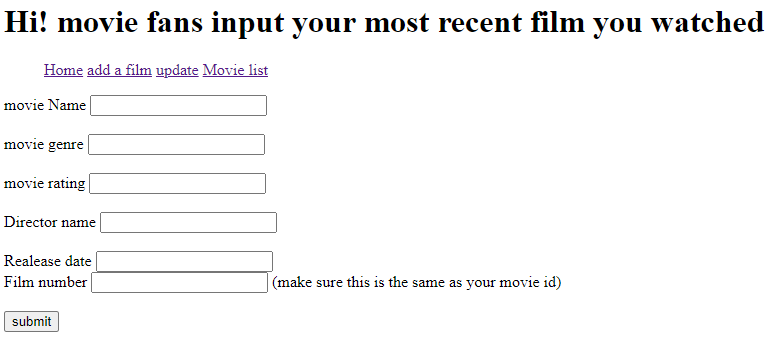 Hi! movie fans input your most recent film you watched
Home add a film update Movie list
movie Name
movie genre
movie rating
Director name
Realease date
Film number (make sure this is the same as your movie id)
submit